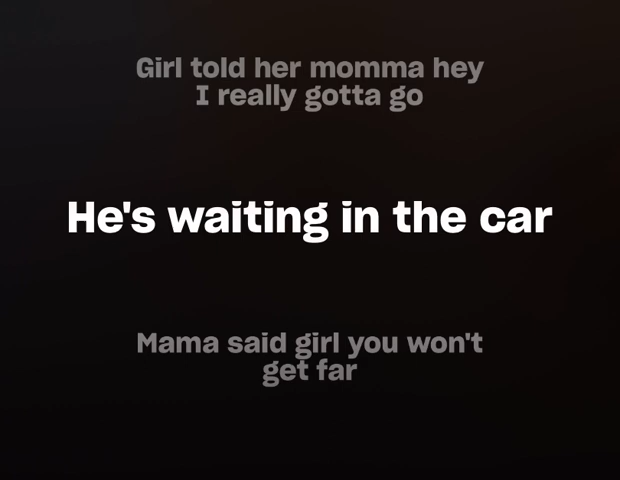 Girl told her momma hey
I really gotta go
He's waiting in the car
Mama said girl you won't
get far